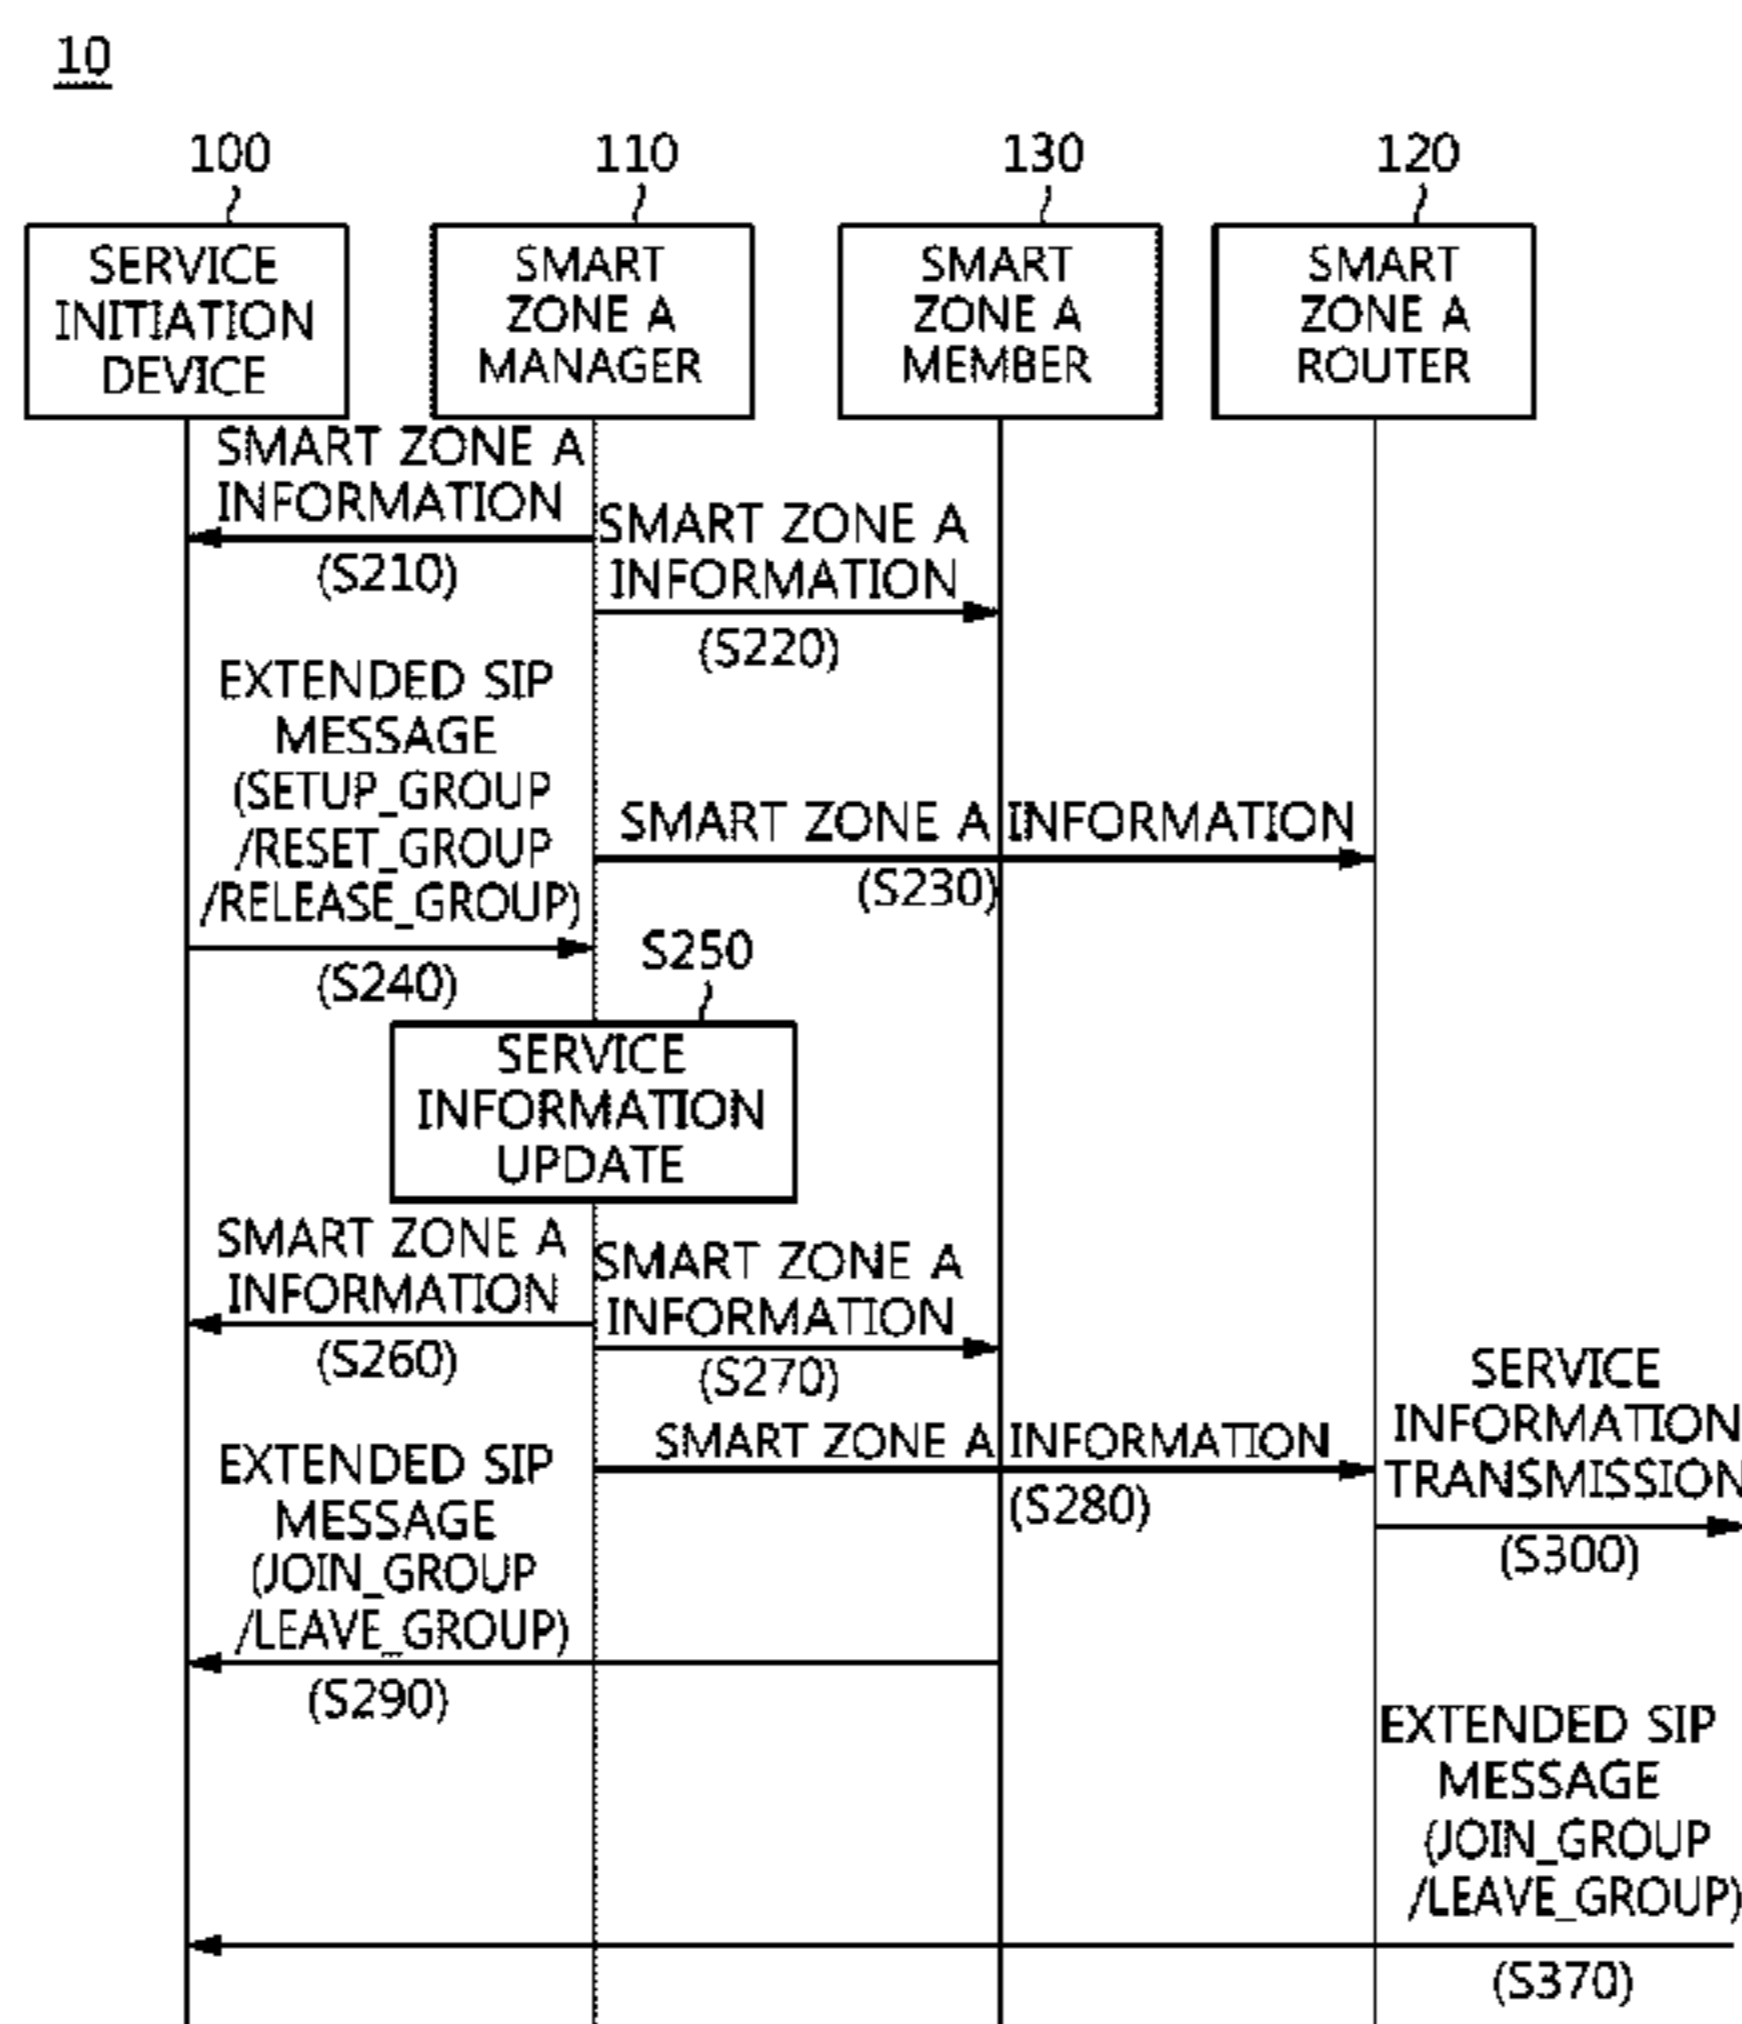 10
100
110
130
120
SERVICE
INITIATION
DEVICE
SMART
ZONE A
MANAGER
SMART
ZONE A
MEMBER
SMART
ZONE A
ROUTER
SMART ZONE A
INFORMATION
(S210)
SMART ZONE A
INFORMATION
(S220)
EXTENDED SIP
MESSAGE
(SETUP_GROUP
/RESET_GROUP
/RELEASE_GROUP)
(S240)
SMART ZONE A INFORMATION
(S230)
S250
SERVICE
INFORMATION
UPDATE
SMART ZONE A
INFORMATION
(S260)
SMART ZONE A
INFORMATION
(S270)
SMART ZONE A INFORMATION
(S280)
SERVICE
INFORMATION
TRANSMISSION
(S300)
EXTENDED SIP
MESSAGE
(JOIN_GROUP
/LEAVE_GROUP)
(S290)
EXTENDED SIP
MESSAGE
(JOIN_GROUP
/LEAVE_GROUP)
(S370)